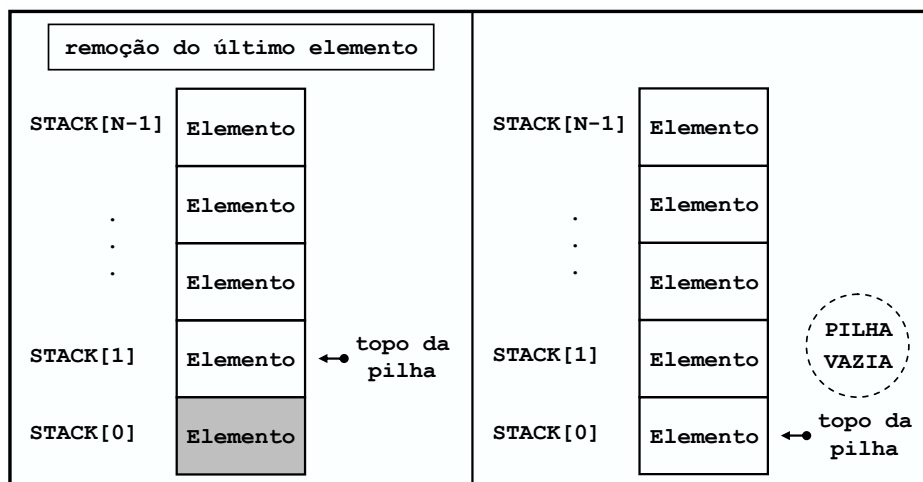 remoção do último elemento
STACK[N-1]
Elemento
Elemento
.
.
.
Elemento
STACK[1]
Elemento
topo da
pilha
STACK[0]
Elemento
STACK[N-1]
Elemento
Elemento
.
.
.
Elemento
STACK[1]
Elemento
PILHA
VAZIA
STACK[0]
Elemento
topo da
pilha